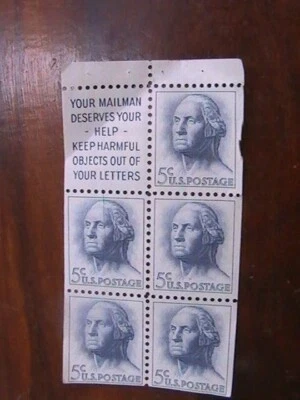 YOUR MAILMAN
DESERVES YOUR
- HELP -
KEEP HARMFUL
OBJECTS OUT OF
YOUR LETTERS
5c U.S. POSTAGE
5c U.S. POSTAGE
5c U.S. POSTAGE
5c U.S. POSTAGE
5c U.S. POSTAGE